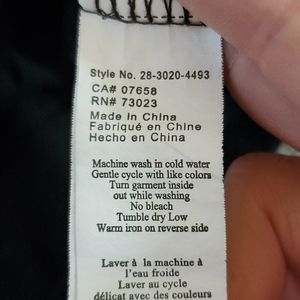 Style No. 28-3020-4493
CA# 07658
RN# 73023
Made in China
Fabriqué en Chine
Hecho en China
Machine wash in cold water
Gentle cycle with like colors
Turn garment inside
out while washing
No bleach
Tumble dry Low
Warm iron on reverse side
Laver à la machine à
l'eau froide
Laver au cycle
délicat avec des couleurs